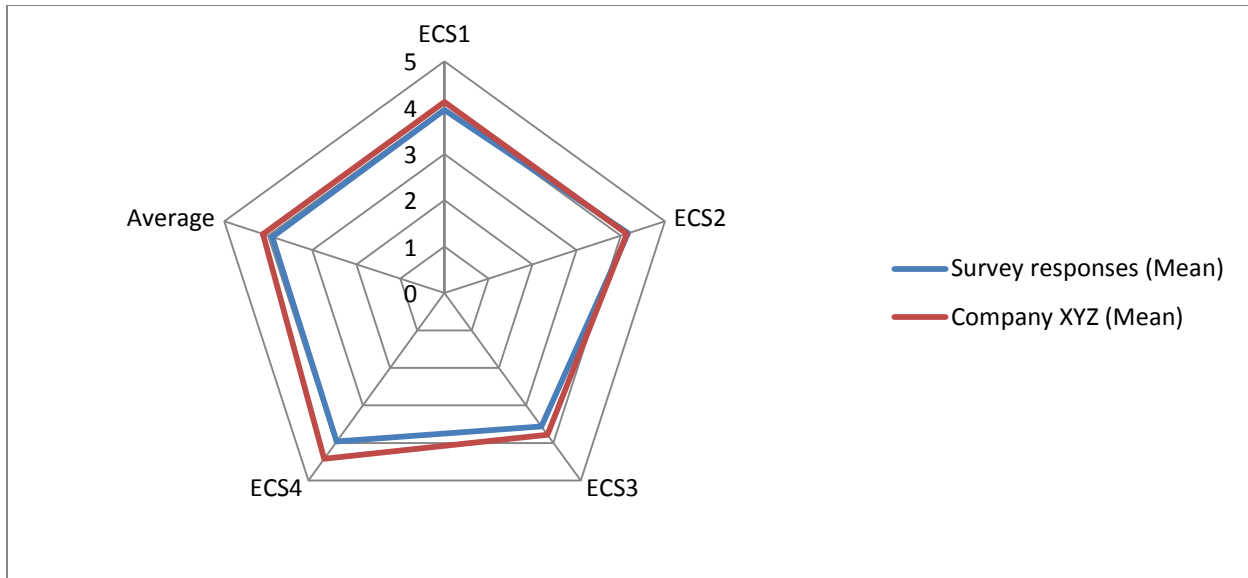 ECS1
5
4
3
2
1
0
Average
ECS2
ECS4
ECS3
Survey responses (Mean)
Company XYZ (Mean)